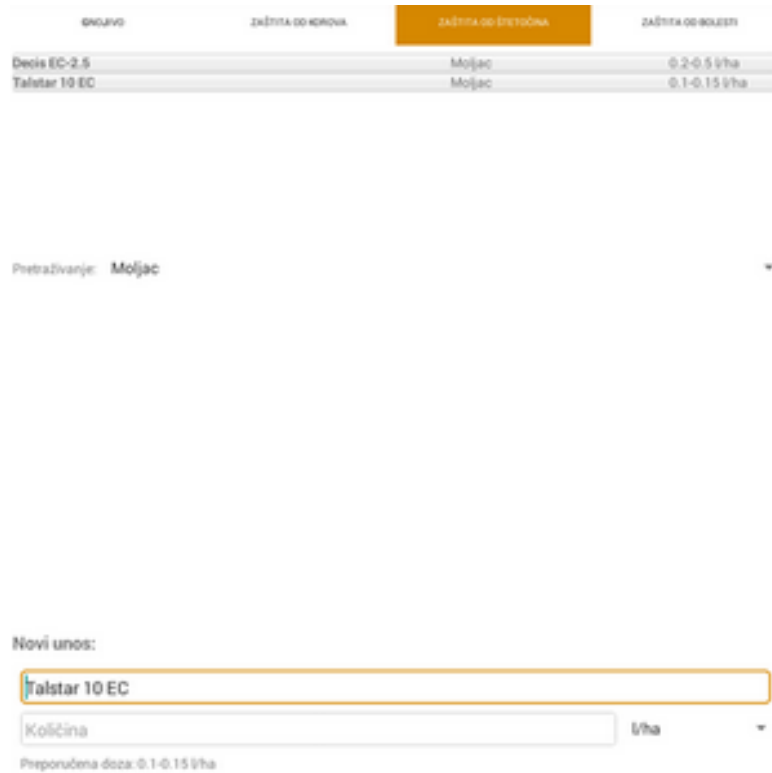 GNOJIVO ZAŠTITA OD KOROVA ZAŠTITA OD ŠTETOČINA ZAŠTITA OD BOLESTI
Decis EC-2.5 Moljac 0.2-0.5 l/ha
Talstar 10 EC Moljac 0.1-0.15 l/ha
Pretraživanje: Moljac
Novi unos:
Talstar 10 EC
Količina l/ha
Preporučena doza: 0.1-0.15 l/ha